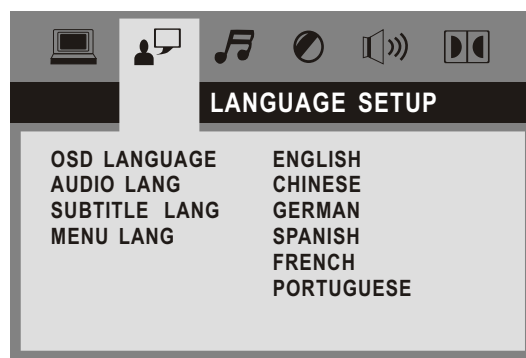 LANGUAGE SETUP
OSD LANGUAGE ENGLISH
AUDIO LANG CHINESE
SUBTITLE LANG GERMAN
MENU LANG SPANISH
FRENCH
PORTUGUESE